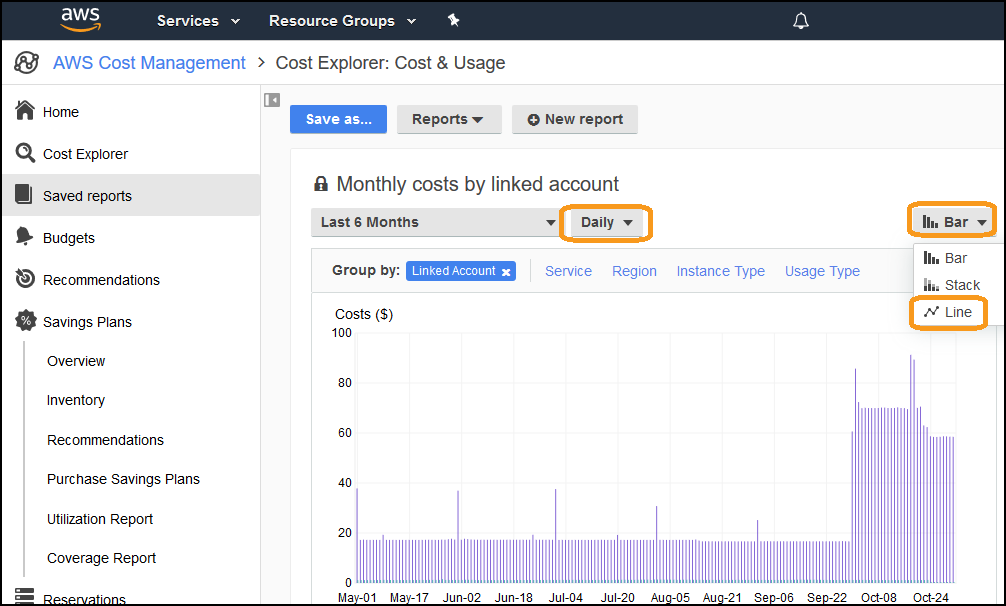 aws Services Resource Groups
AWS Cost Management > Cost Explorer: Cost & Usage
Home
Cost Explorer
Saved reports
Budgets
Recommendations
Savings Plans
Overview
Inventory
Recommendations
Purchase Savings Plans
Utilization Report
Coverage Report
Reservations
Save as... Reports New report
Monthly costs by linked account
Last 6 Months Daily Bar
Bar
Stack
Line
Group by: Linked Account × Service Region Instance Type Usage Type
Costs ($)
100
80
60
40
20
0
May-01 May-17 Jun-02 Jun-18 Jul-04 Jul-20 Aug-05 Aug-21 Sep-06 Sep-22 Oct-08 Oct-24